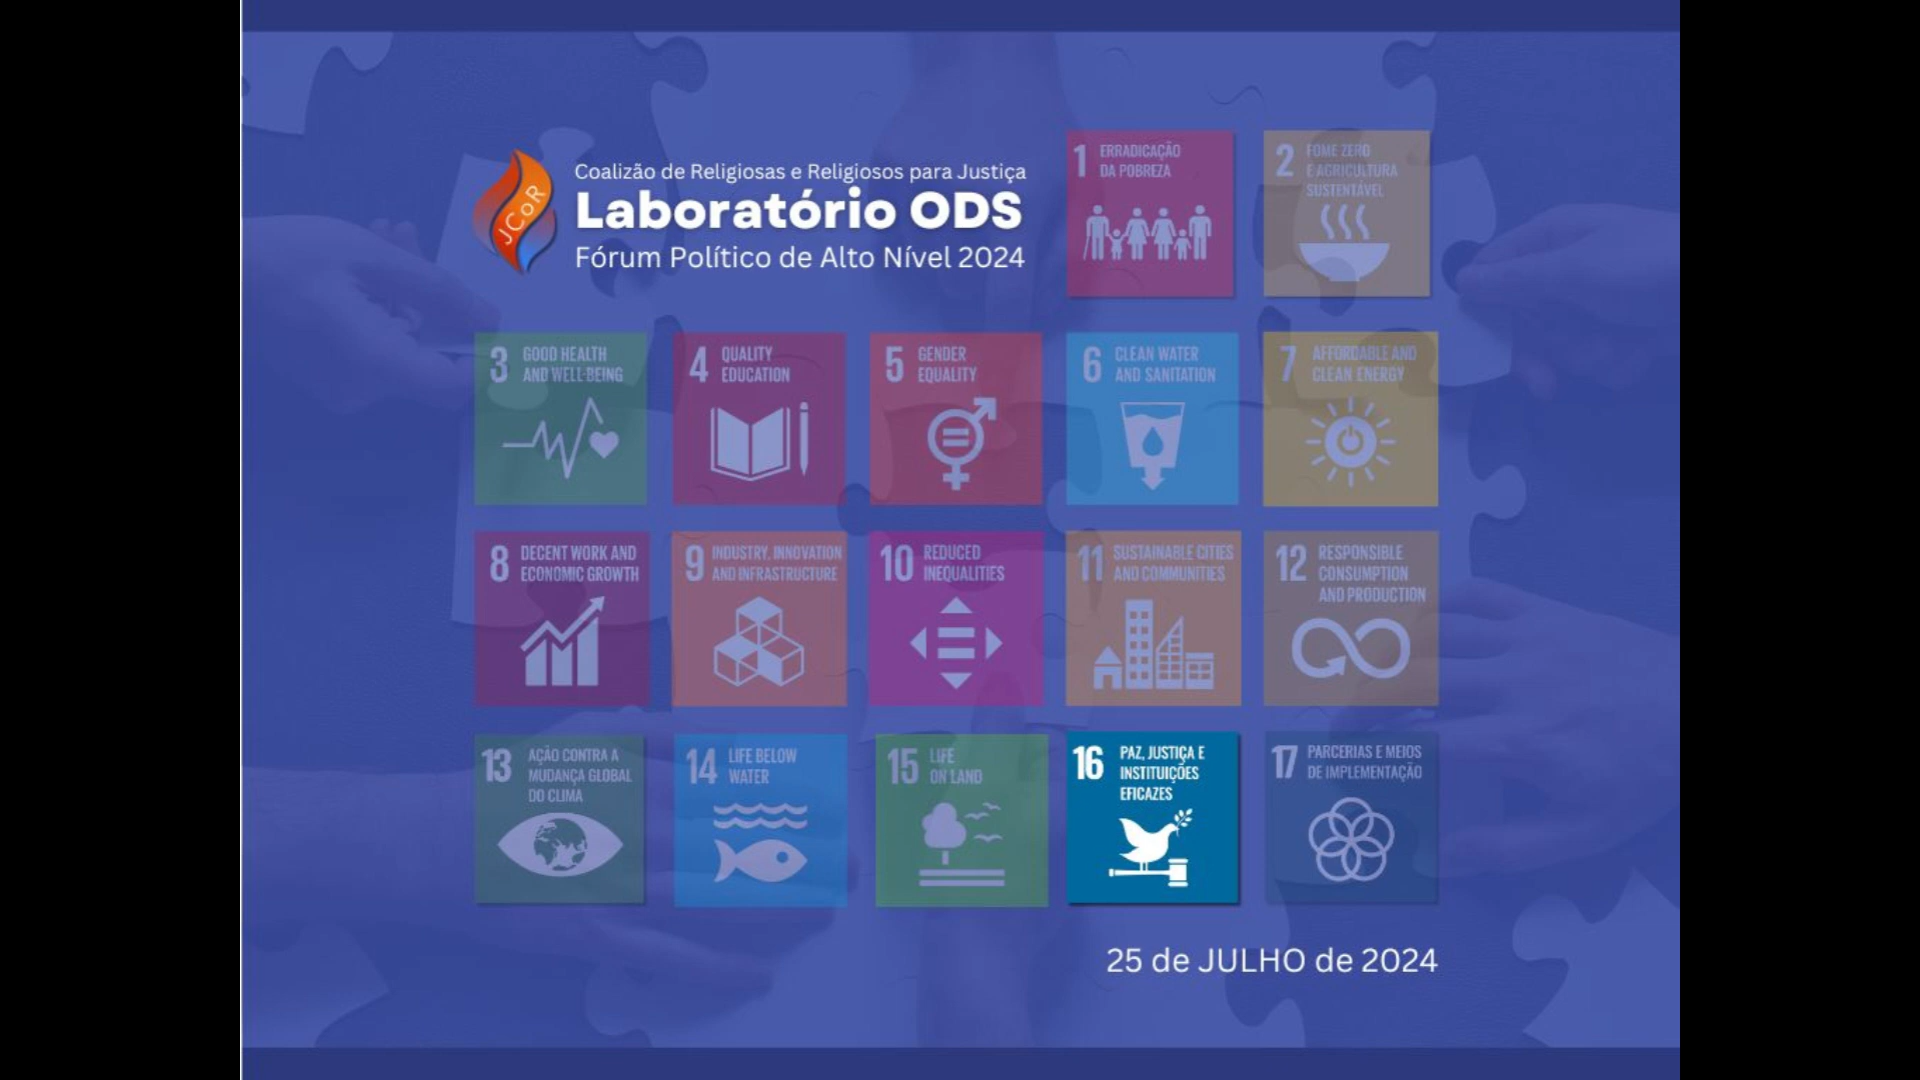 JCoR
Coalizão de Religiosas e Religiosos para Justiça
Laboratório ODS
Fórum Político de Alto Nível 2024
1 ERRADICAÇÃO
DA POBREZA
2 FOME ZERO
E AGRICULTURA
SUSTENTÁVEL
3 GOOD HEALTH
AND WELL-BEING
4 QUALITY
EDUCATION
5 GENDER
EQUALITY
6 CLEAN WATER
AND SANITATION
7 AFFORDABLE AND
CLEAN ENERGY
8 DECENT WORK AND
ECONOMIC GROWTH
9 INDUSTRY, INNOVATION
AND INFRASTRUCTURE
10 REDUCED
INEQUALITIES
11 SUSTAINABLE CITIES
AND COMMUNITIES
12 RESPONSIBLE
CONSUMPTION
AND PRODUCTION
13 AÇÃO CONTRA A
MUDANÇA GLOBAL
DO CLIMA
14 LIFE BELOW
WATER
15 LIFE
ON LAND
16 PAZ, JUSTIÇA E
INSTITUIÇÕES
EFICAZES
17 PARCERIAS E MEIOS
DE IMPLEMENTAÇÃO
25 de JULHO de 2024